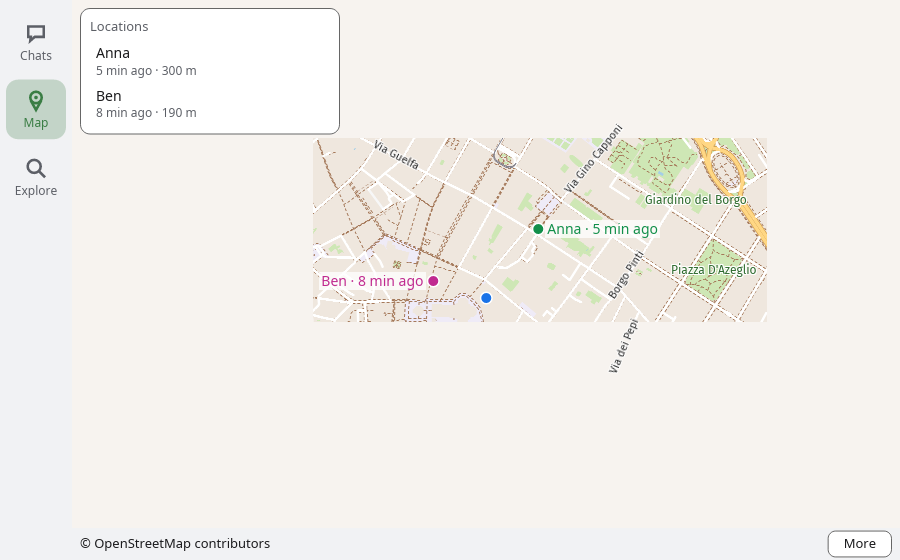 Chats
Map
Explore
Locations
Anna
5 min ago · 300 m
Ben
8 min ago · 190 m
Via Guelfa
Via Gino Capponi
Giardino del Borgo
Anna · 5 min ago
Borgo Pinti
Piazza D'Azeglio
Ben · 8 min ago
Via dei Pepi
© OpenStreetMap contributors
More